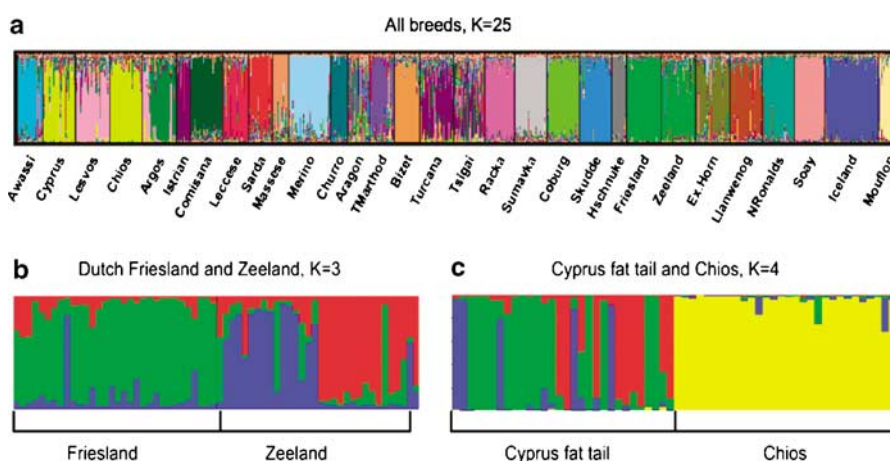 a
All breeds, K=25
Awassi
Cyprus
Lesvos
Chios
Argos
Istrian
Comisana
Leccese
Sarda
Massese
Merino
Churro
Aragon
TMarthod
Bizet
Turcana
Tsigai
Racka
Sumavka
Coburg
Skudde
Hschnuke
Friesland
Zeeland
Ex.Horn
Llanwenog
NRonalds
Soay
Iceland
Mouflon
b
Dutch Friesland and Zeeland, K=3
Friesland
Zeeland
c
Cyprus fat tail and Chios, K=4
Cyprus fat tail
Chios